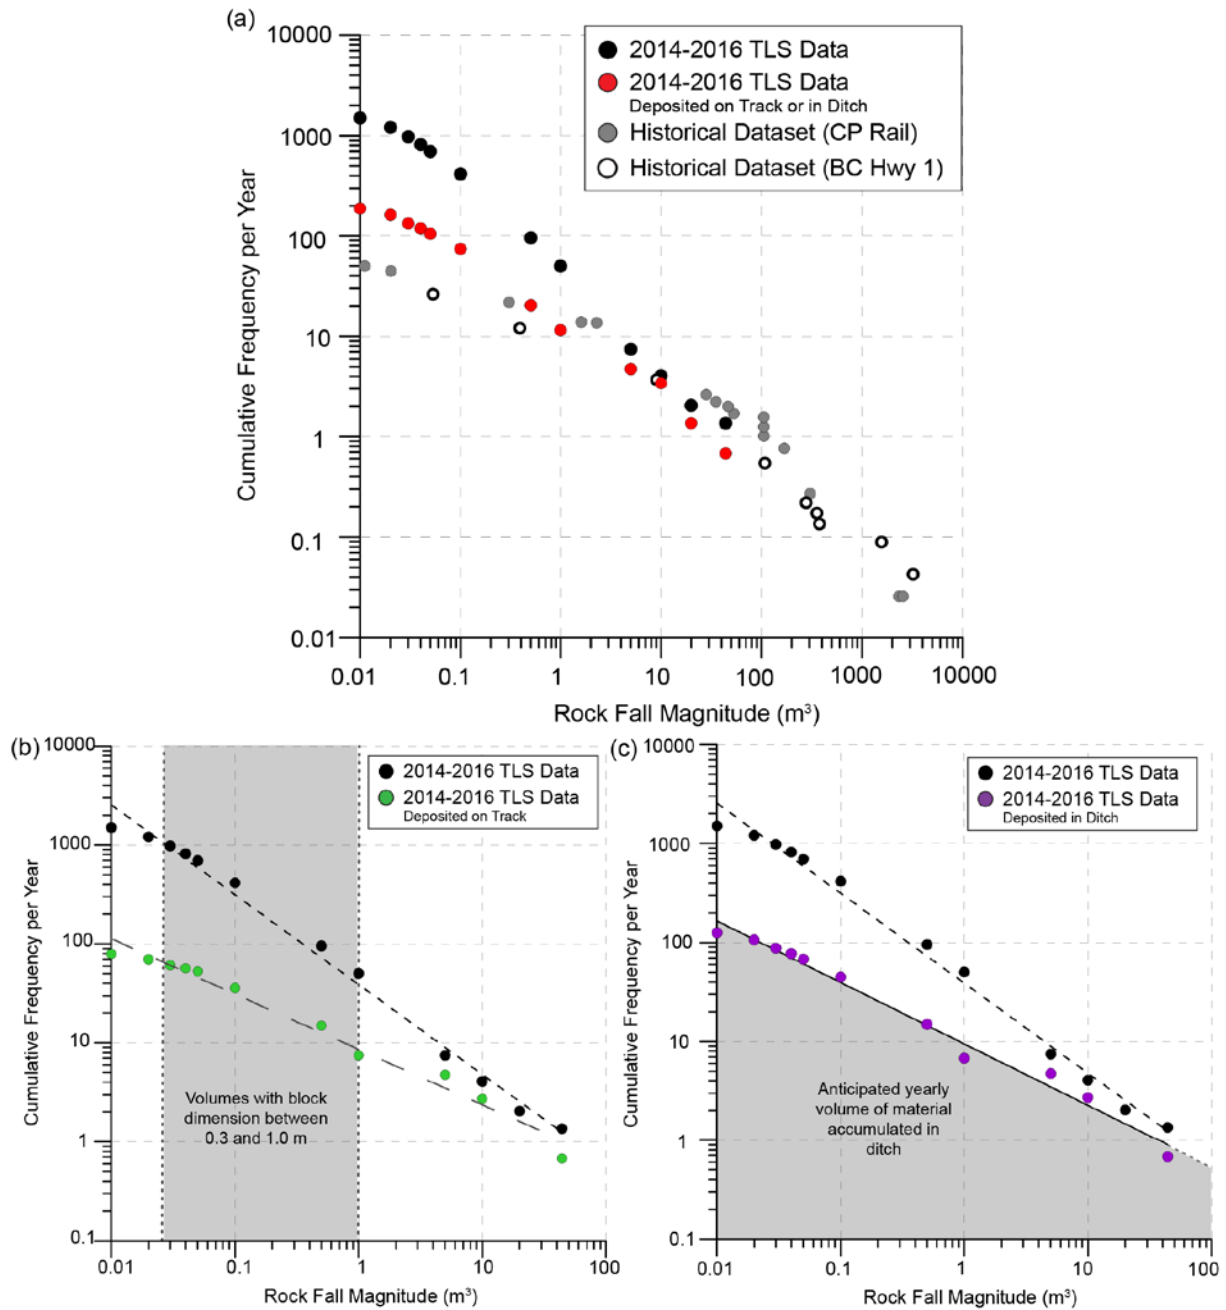 (a)
10000
1000
100
10
1
0.1
0.01
Cumulative Frequency per Year
2014-2016 TLS Data
2014-2016 TLS Data
Deposited on Track or in Ditch
Historical Dataset (CP Rail)
Historical Dataset (BC Hwy 1)
0.01 0.1 1 10 100 1000 10000
Rock Fall Magnitude (m³)
(b)
10000
1000
100
10
1
0.1
Cumulative Frequency per Year
2014-2016 TLS Data
2014-2016 TLS Data
Deposited on Track
Volumes with block
dimension between
0.3 and 1.0 m
0.01 0.1 1 10 100
Rock Fall Magnitude (m³)
(c)
10000
1000
100
10
1
0.1
Cumulative Frequency per Year
2014-2016 TLS Data
2014-2016 TLS Data
Deposited in Ditch
Anticipated yearly
volume of material
accumulated in
ditch
0.01 0.1 1 10 100
Rock Fall Magnitude (m³)